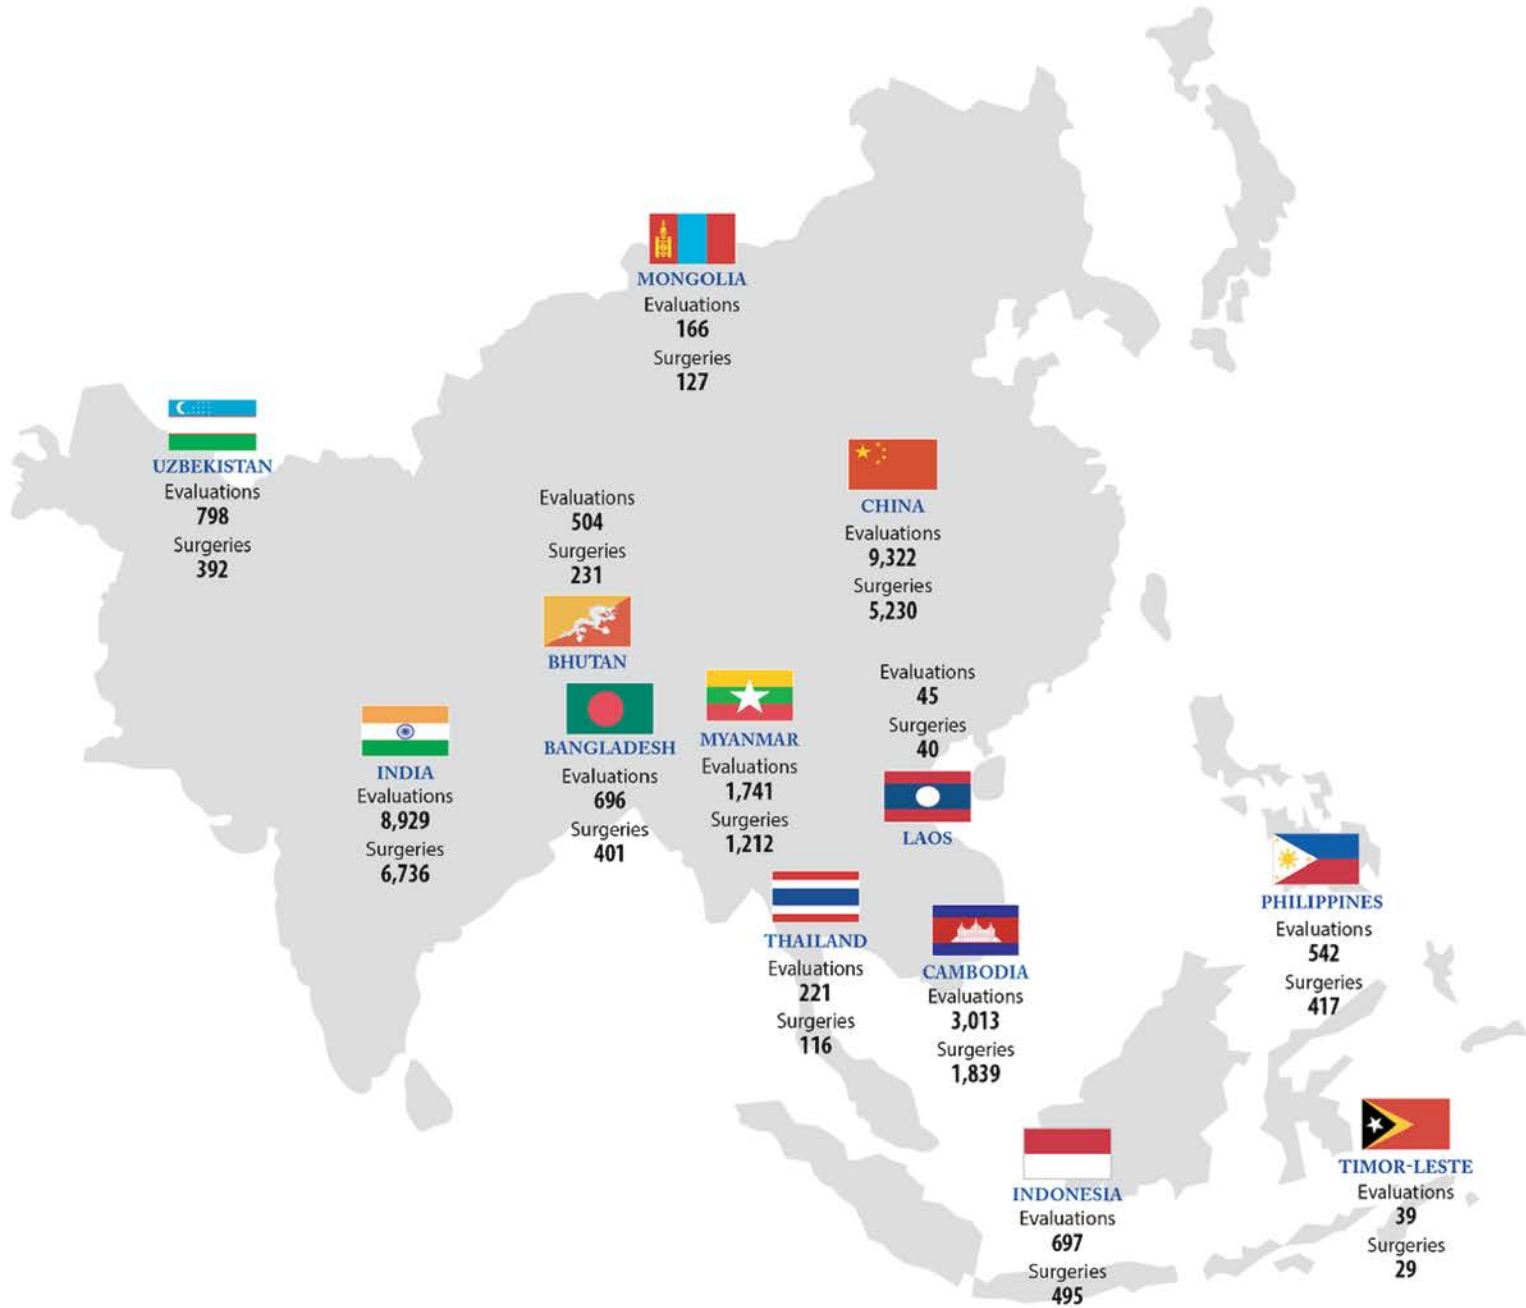 MONGOLIA
Evaluations
166
Surgeries
127
UZBEKISTAN
Evaluations
798
Surgeries
392
Evaluations
504
Surgeries
231
BHUTAN
CHINA
Evaluations
9,322
Surgeries
5,230
INDIA
Evaluations
8,929
Surgeries
6,736
BANGLADESH
Evaluations
696
Surgeries
401
MYANMAR
Evaluations
1,741
Surgeries
1,212
Evaluations
45
Surgeries
40
LAOS
THAILAND
Evaluations
221
Surgeries
116
CAMBODIA
Evaluations
3,013
Surgeries
1,839
PHILIPPINES
Evaluations
542
Surgeries
417
INDONESIA
Evaluations
697
Surgeries
495
TIMOR-LESTE
Evaluations
39
Surgeries
29